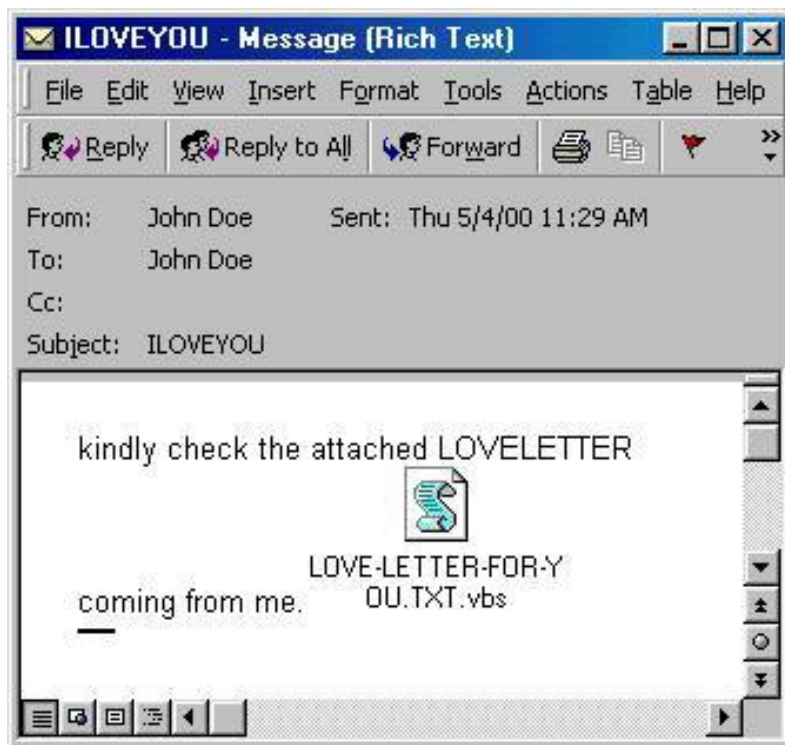 ILOVEYOU - Message (Rich Text)
File Edit View Insert Format Tools Actions Table Help
Reply Reply to All Forward
From: John Doe Sent: Thu 5/4/00 11:29 AM
To: John Doe
Cc:
Subject: ILOVEYOU
kindly check the attached LOVELETTER
LOVE-LETTER-FOR-Y
OU.TXT.vbs
coming from me.